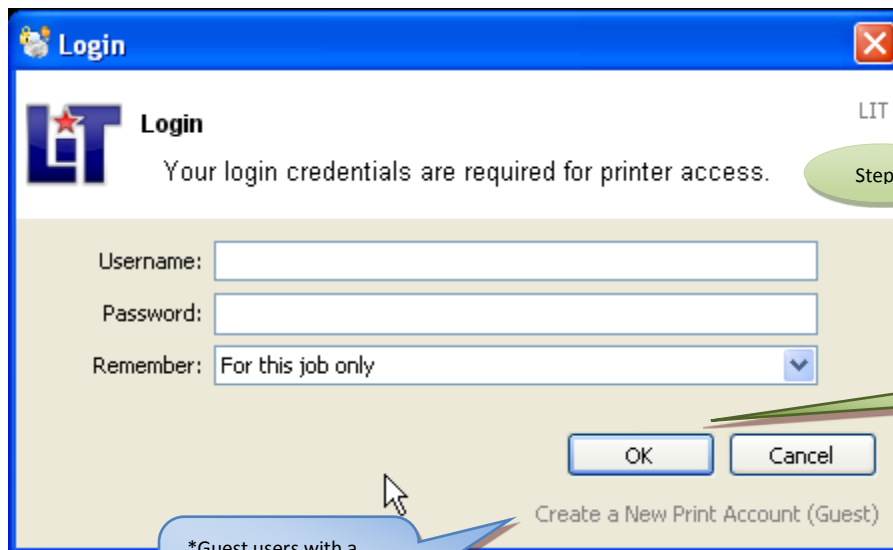 Login
LiT
Login
LIT
Your login credentials are required for printer access.
Step
Username:
Password:
Remember: For this job only
OK Cancel
Create a New Print Account (Guest)
*Guest users with a